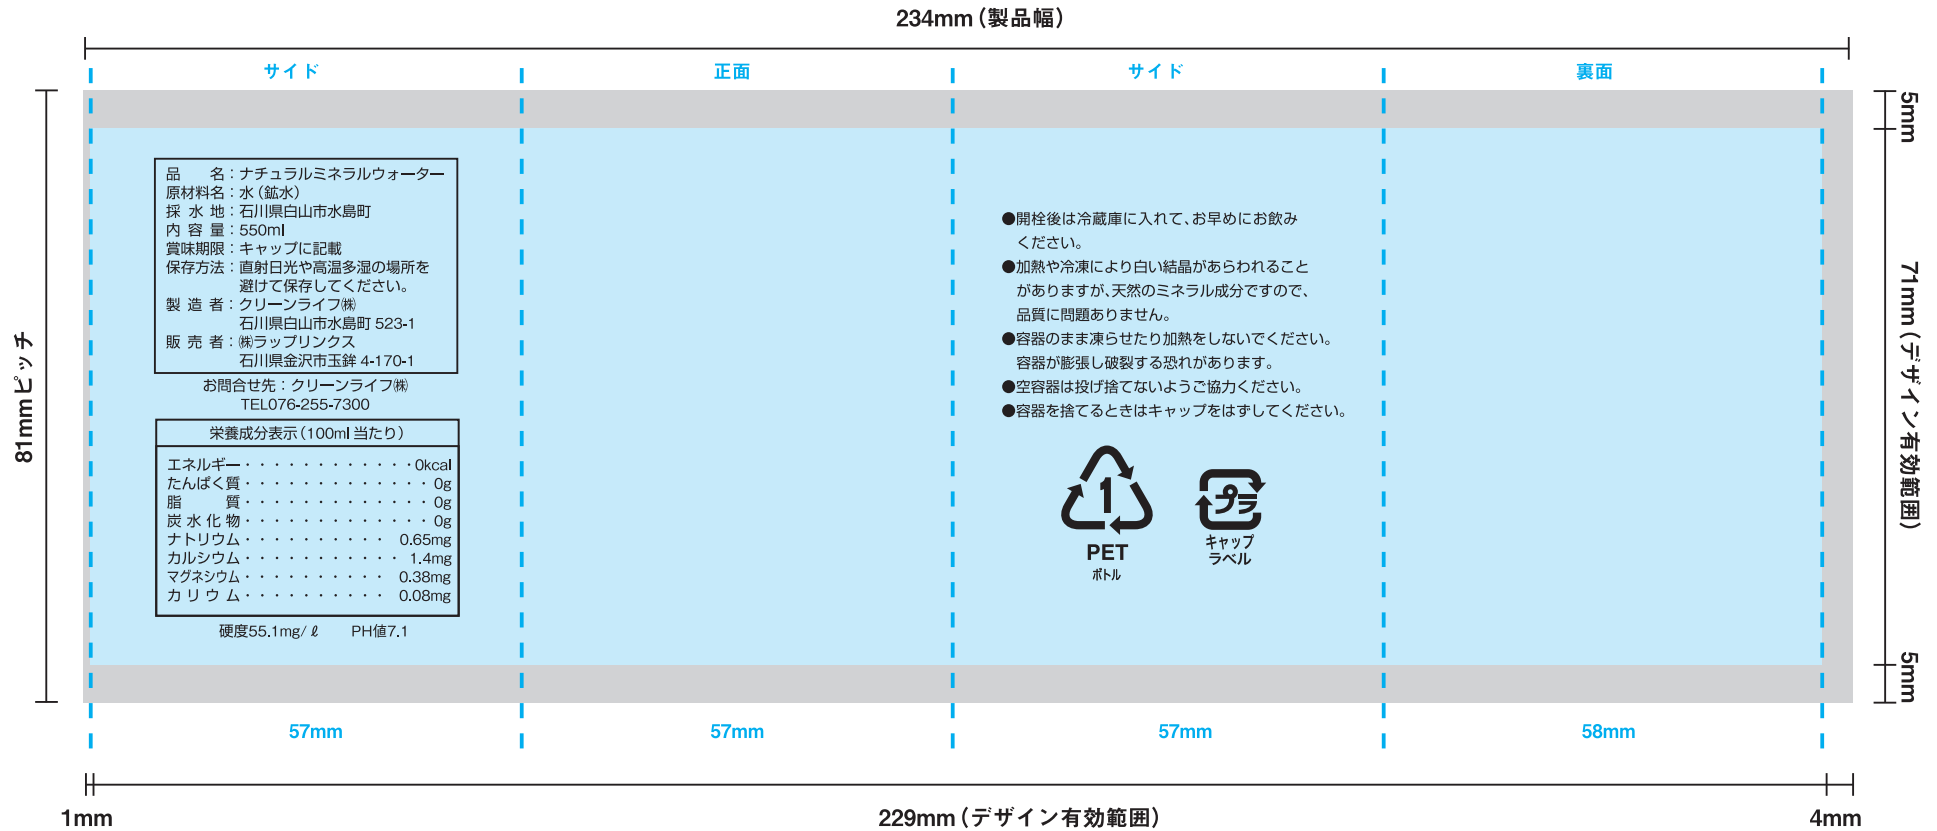 234mm（製品幅）
サイド
正面
サイド
裏面
5mm
71mm（デザイン有効範囲）
5mm
81mmピッチ
品　　名：ナチュラルミネラルウォーター
原材料名：水（鉱水）
採 水 地：石川県白山市水島町
内 容 量：550ml
賞味期限：キャップに記載
保存方法：直射日光や高温多湿の場所を
避けて保存してください。
製 造 者：クリーンライフ㈱
石川県白山市水島町 523-1
販 売 者：㈱ラップリンクス
石川県金沢市玉鉾 4-170-1
お問合せ先：クリーンライフ㈱
TEL076-255-7300
栄養成分表示（100ml 当たり）
エネルギー・・・・・・・・・・・・0kcal
たんぱく質・・・・・・・・・・・・・0g
脂　　質・・・・・・・・・・・・・0g
炭 水 化 物・・・・・・・・・・・・・0g
ナトリウム・・・・・・・・・・0.65mg
カルシウム・・・・・・・・・・・1.4mg
マグネシウム・・・・・・・・・・0.38mg
カ リ ウ ム・・・・・・・・・・0.08mg
硬度55.1mg/ℓ　　PH値7.1
●開栓後は冷蔵庫に入れて、お早めにお飲み
ください。
●加熱や冷凍により白い結晶があらわれること
がありますが、天然のミネラル成分ですので、
品質に問題ありません。
●容器のまま凍らせたり加熱をしないでください。
容器が膨張し破裂する恐れがあります。
●空容器は投げ捨てないようご協力ください。
●容器を捨てるときはキャップをはずしてください。
1
PET
ボトル
プラ
キャップ
ラベル
57mm
57mm
57mm
58mm
1mm
229mm（デザイン有効範囲）
4mm